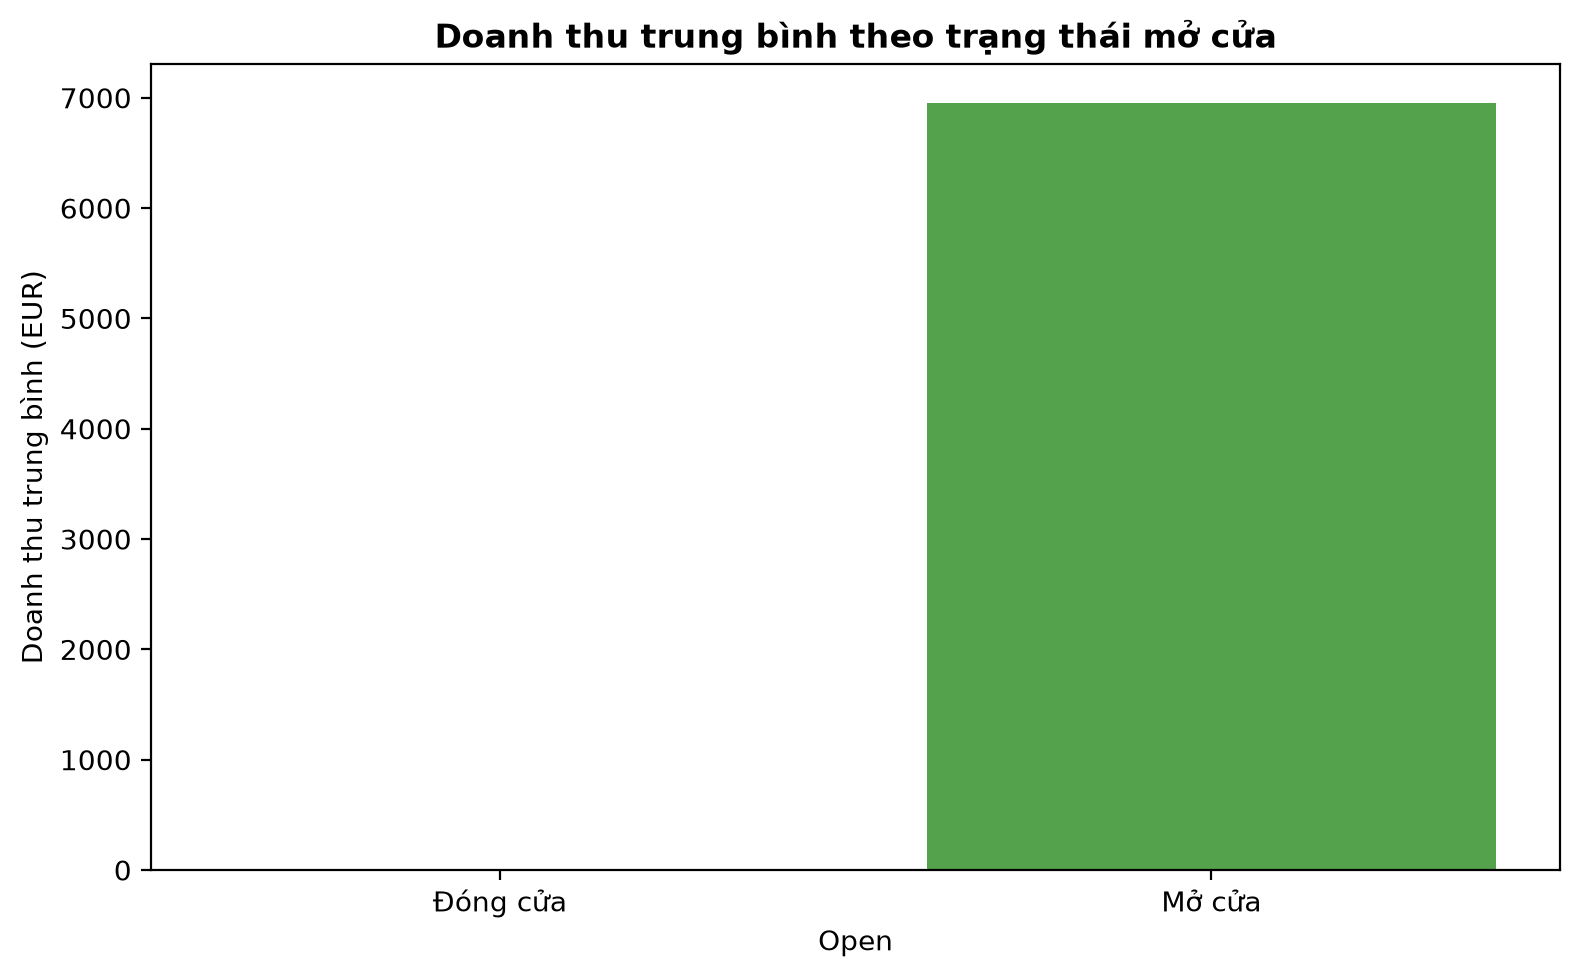 Doanh thu trung bình theo trạng thái mở cửa
Doanh thu trung bình (EUR)
7000
6000
5000
4000
3000
2000
1000
0
Đóng cửa
Mở cửa
Open